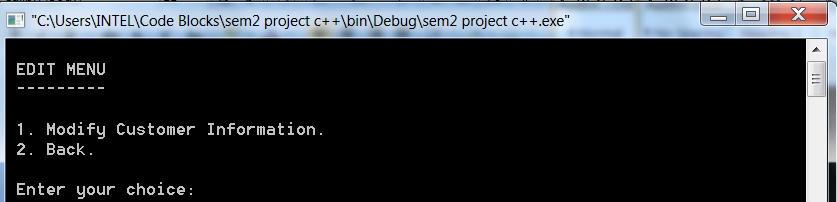 "C:\Users\INTEL\Code Blocks\sem2 project c++\bin\Debug\sem2 project c++.exe"
EDIT MENU
---------
1. Modify Customer Information.
2. Back.
Enter your choice: